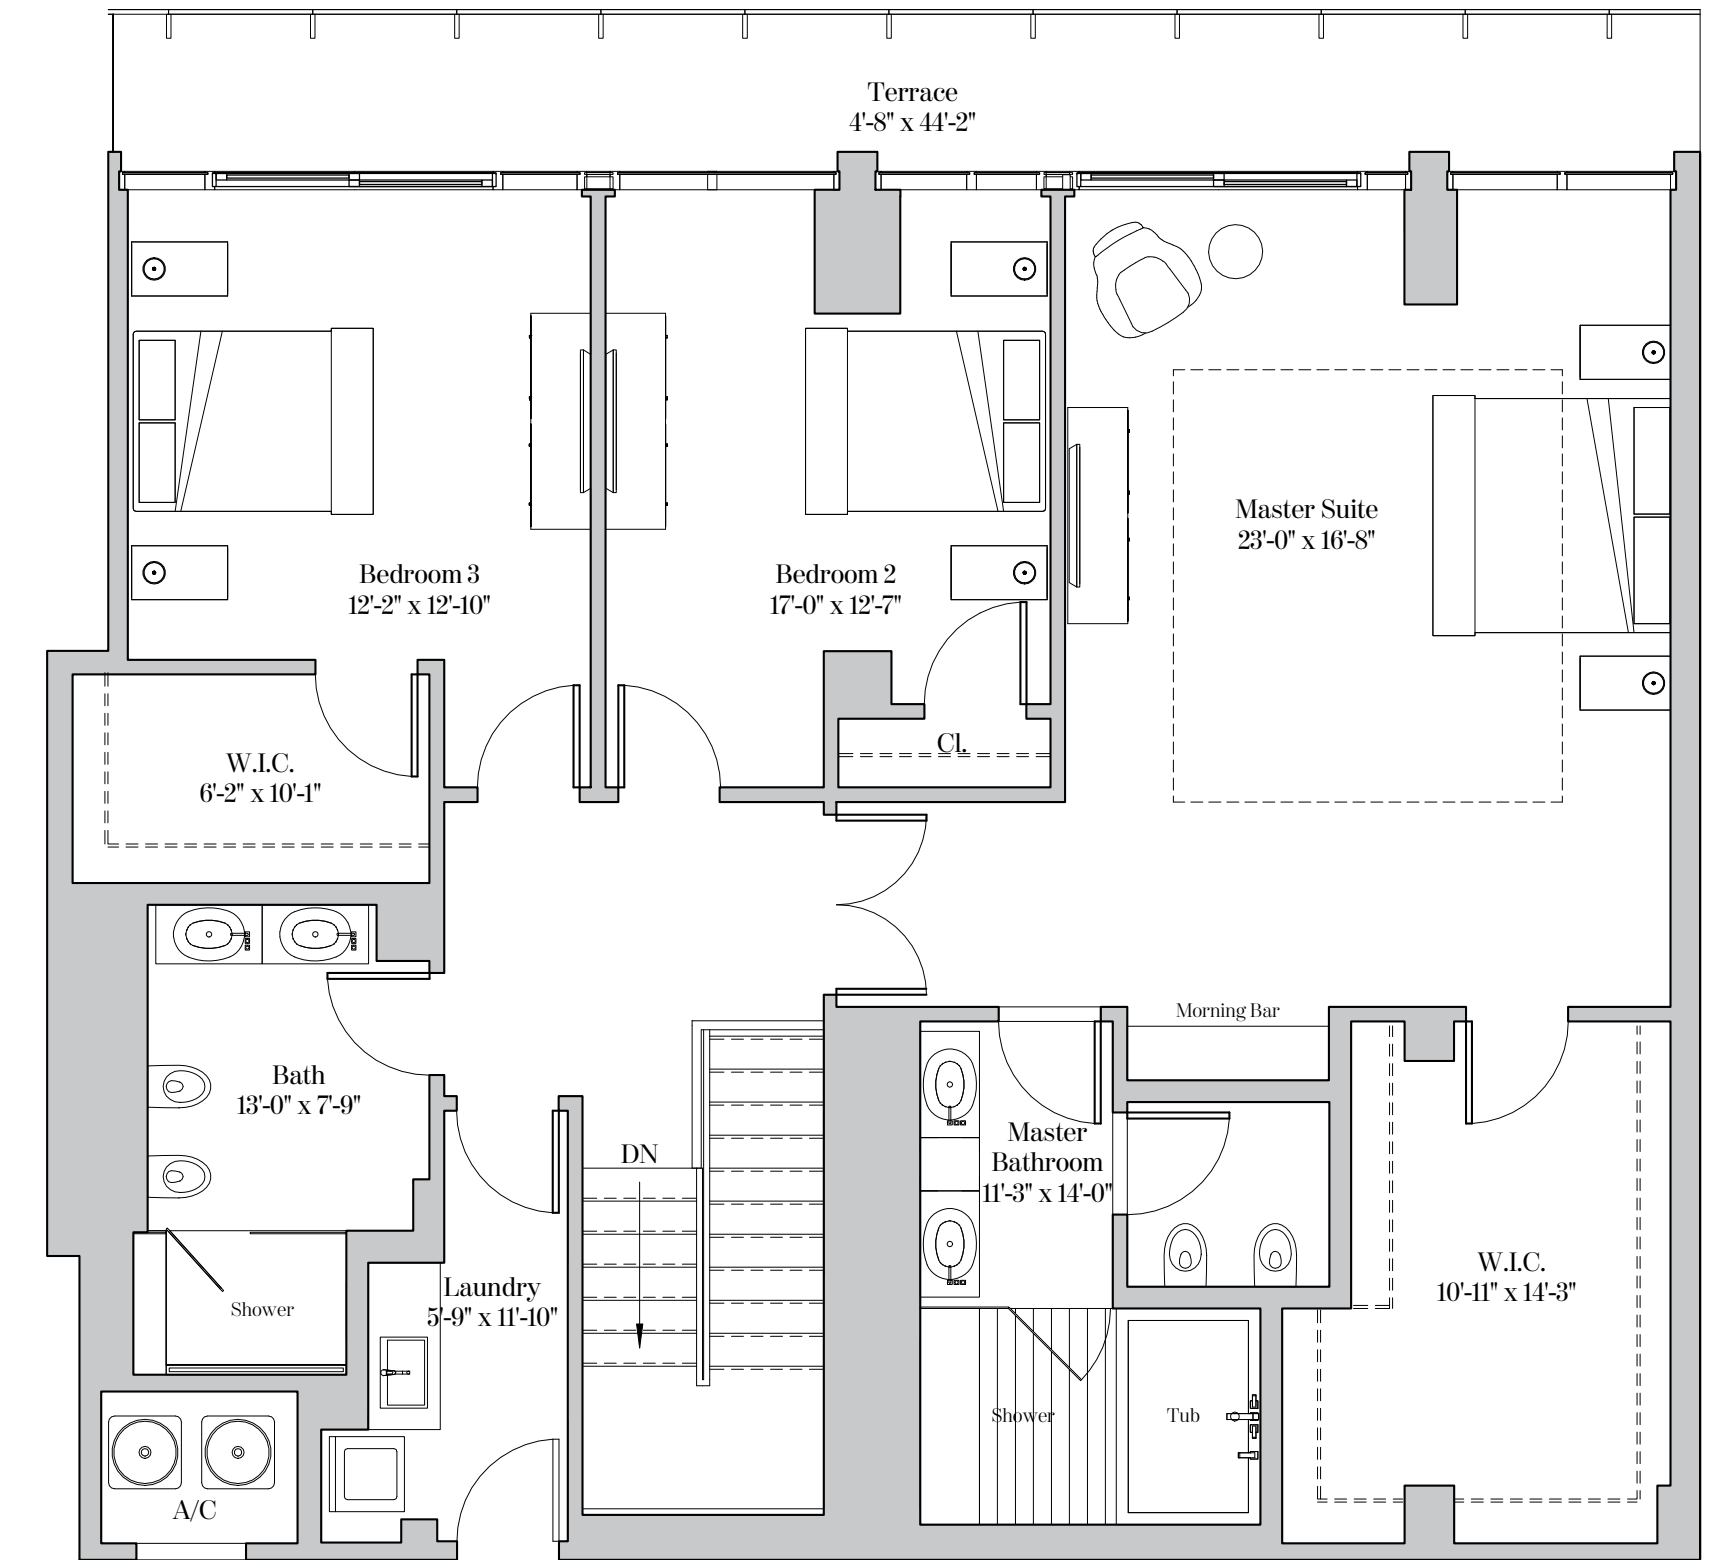 Terrace
4'-8" x 44'-2"
Master Suite
23'-0" x 16'-8"
Bedroom 3
12'-2" x 12'-10"
Bedroom 2
17'-0" x 12'-7"
Cl.
W.I.C.
6'-2" x 10'-1"
Morning Bar
Bath
13'-0" x 7'-9"
DN
Master
Bathroom
11'-3" x 14'-0"
W.I.C.
10'-11" x 14'-3"
Laundry
5'-9" x 11'-10"
Shower
Shower
Tub
A/C